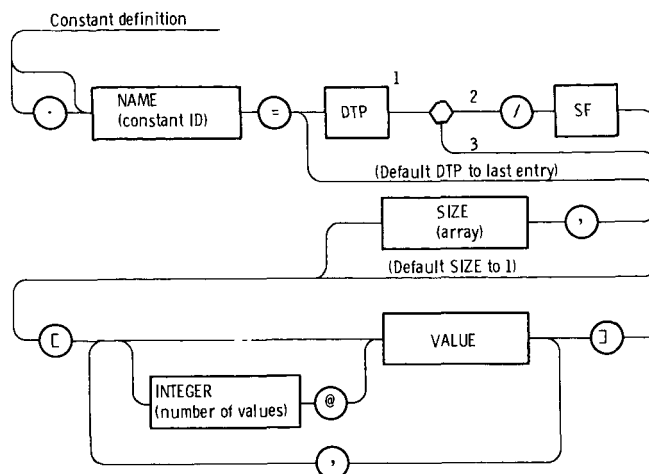 Constant definition
.
NAME
(constant ID)
=
DTP
1
2
/
SF
3
(Default DTP to last entry)
SIZE
(array)
,
(Default SIZE to 1)
[
VALUE
]
INTEGER
(number of values)
@
,